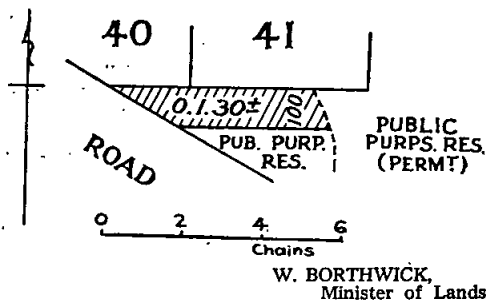 40 41
0.1.30±
100
PUB. PURP.
RES.
PUBLIC
PURPS. RES.
(PERMT)
ROAD
0 2 4 6
Chains
W. BORTHWICK,
Minister of Lands